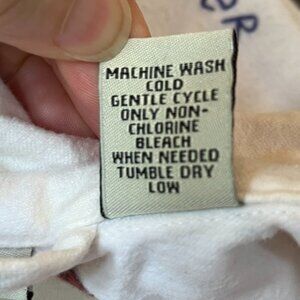 MACHINE WASH
COLD
GENTLE CYCLE
ONLY NON-
CHLORINE
BLEACH
WHEN NEEDED
TUMBLE DRY
LOW